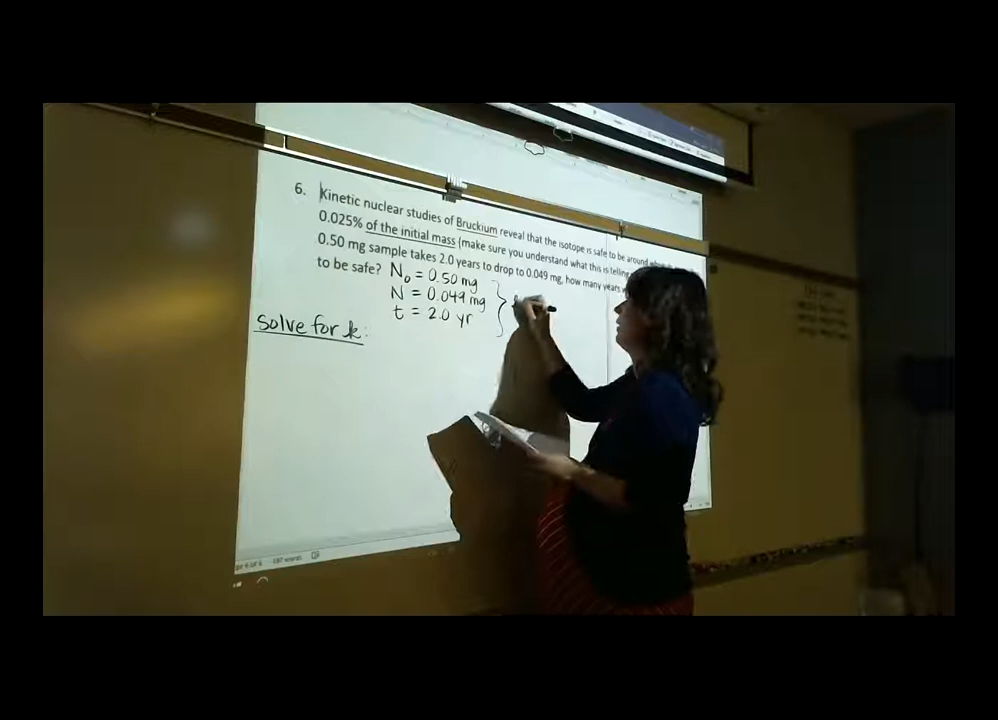 6. Kinetic nuclear studies of Bruckium reveal that the isotope is safe to be around
0.025% of the initial mass (make sure you understand what this is telling
0.50 mg sample takes 2.0 years to drop to 0.049 mg, how many years
to be safe? N₀ = 0.50 mg
N = 0.049 mg
t = 2.0 yr
Solve for k:
words